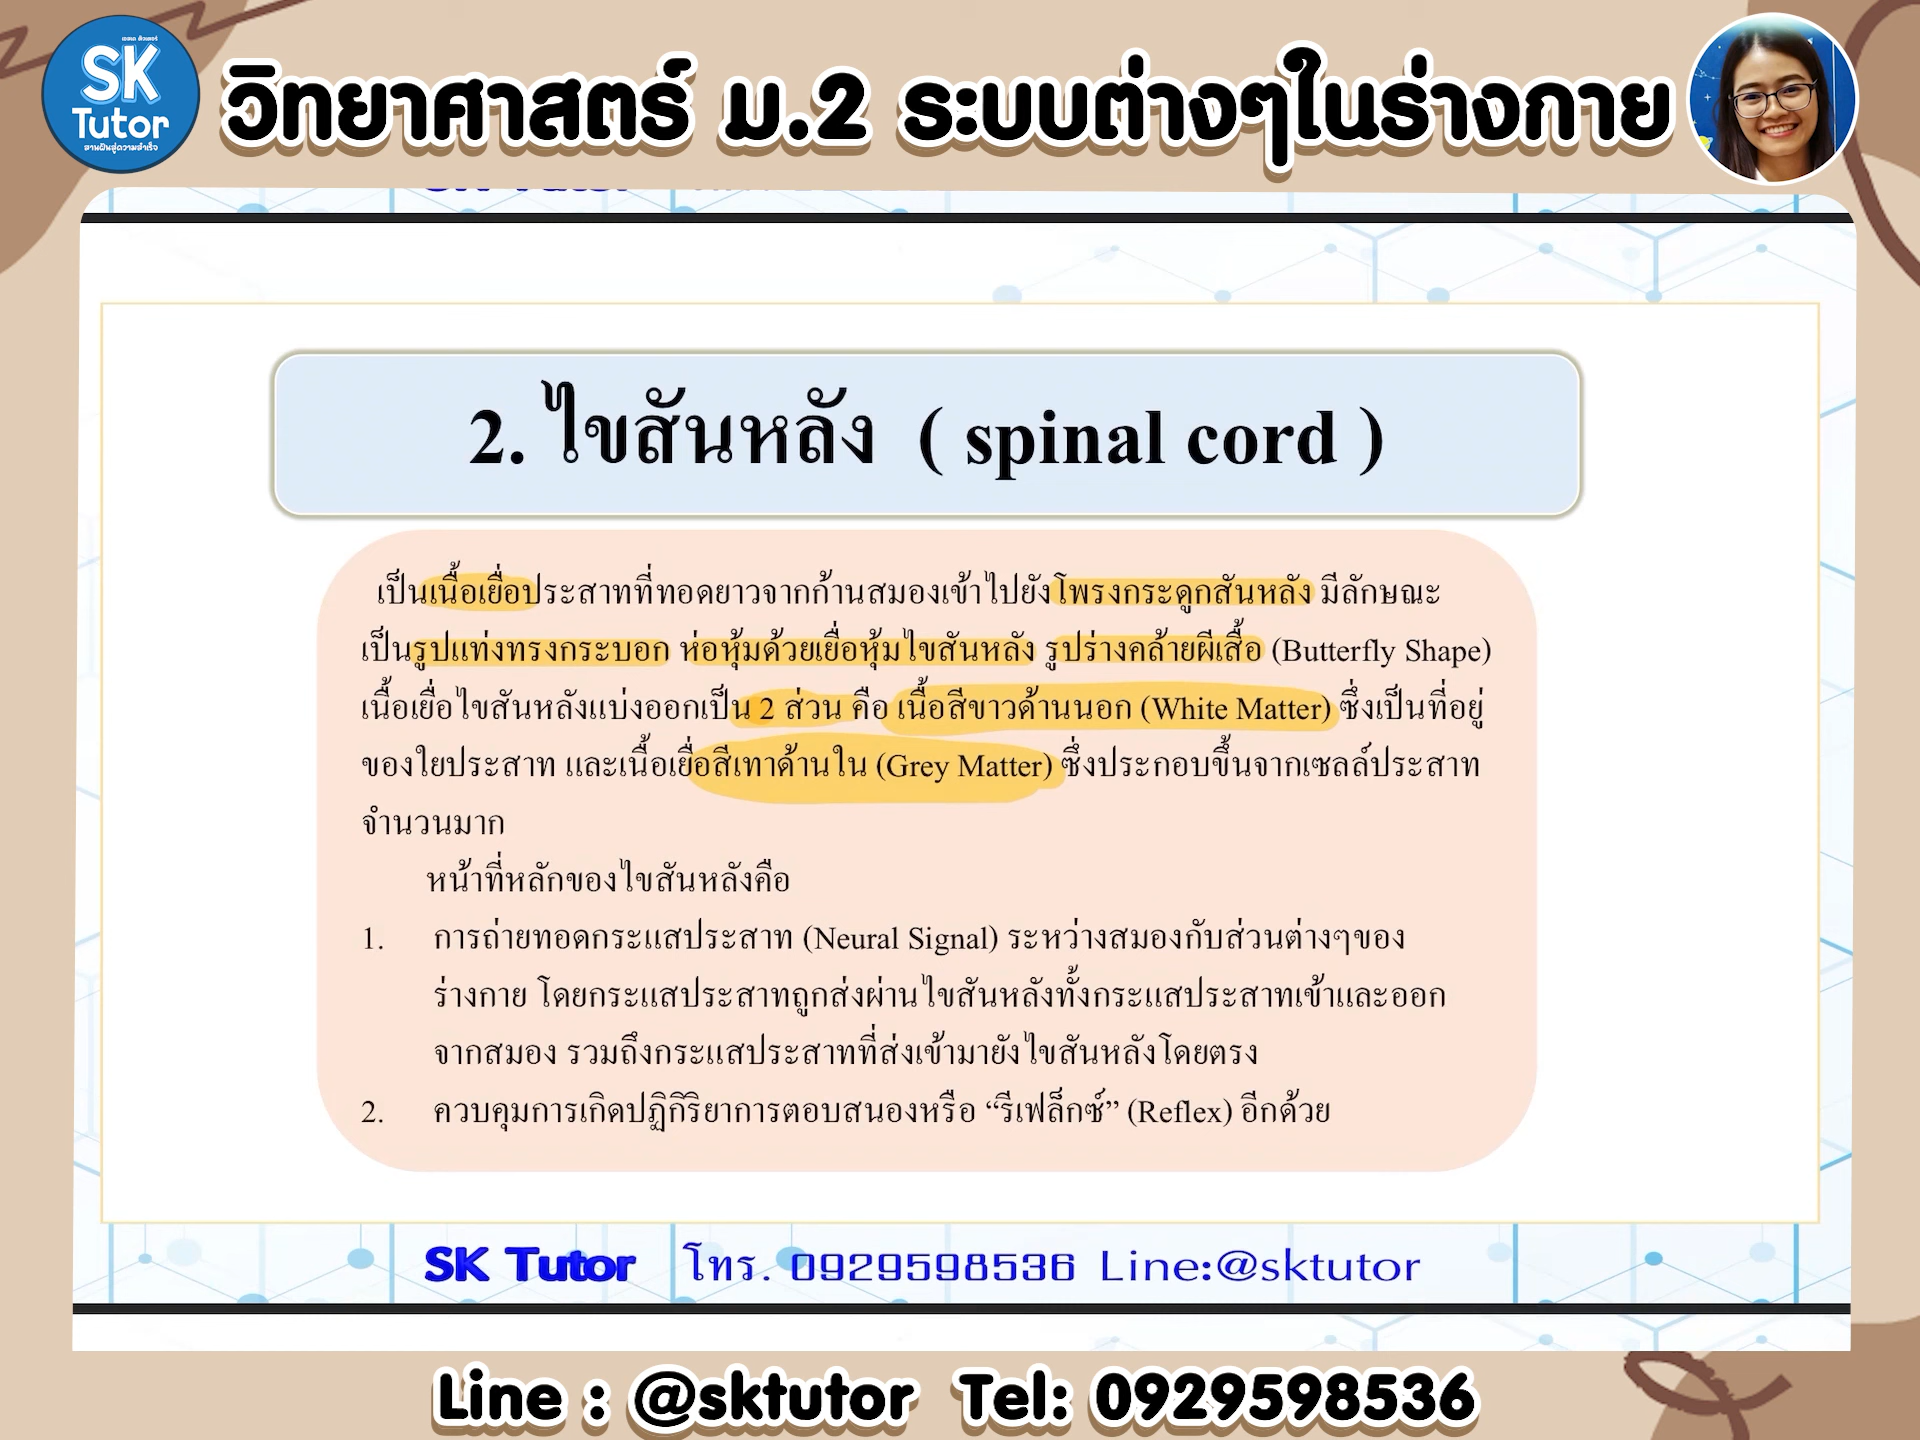 SK
Tutor
สานฝันสู่ความสำเร็จ
วิทยาศาสตร์ ม.2 ระบบต่างๆในร่างกาย
2. ไขสันหลัง ( spinal cord )
เป็นเนื้อเยื่อประสาทที่ทอดยาวจากก้านสมองเข้าไปยังโพรงกระดูกสันหลัง มีลักษณะ
เป็นรูปแท่งทรงกระบอก ห่อหุ้มด้วยเยื่อหุ้มไขสันหลัง รูปร่างคล้ายผีเสื้อ (Butterfly Shape)
เนื้อเยื่อไขสันหลังแบ่งออกเป็น 2 ส่วน คือ เนื้อสีขาวด้านนอก (White Matter) ซึ่งเป็นที่อยู่
ของใยประสาท และเนื้อเยื่อสีเทาด้านใน (Grey Matter) ซึ่งประกอบขึ้นจากเซลล์ประสาท
จำนวนมาก
หน้าที่หลักของไขสันหลังคือ
1. การถ่ายทอดกระแสประสาท (Neural Signal) ระหว่างสมองกับส่วนต่างๆของ
ร่างกาย โดยกระแสประสาทถูกส่งผ่านไขสันหลังทั้งกระแสประสาทเข้าและออก
จากสมอง รวมถึงกระแสประสาทที่ส่งเข้ามายังไขสันหลังโดยตรง
2. ควบคุมการเกิดปฏิกิริยาการตอบสนองหรือ “รีเฟล็กซ์” (Reflex) อีกด้วย
SK Tutor โทร. 0929598536 Line:@sktutor
Line : @sktutor Tel: 0929598536